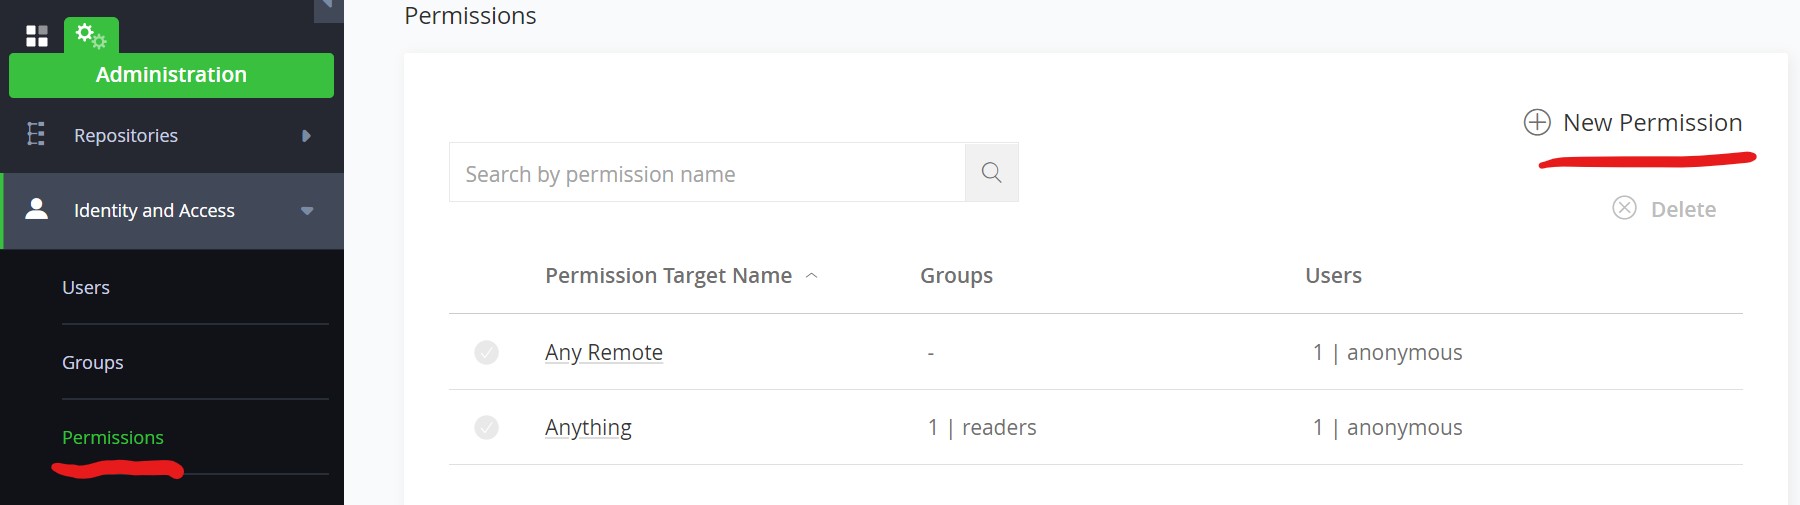 Permissions
Administration
Repositories
Identity and Access
Users
Groups
Permissions
New Permission
Search by permission name
Delete
Permission Target Name Groups Users
Any Remote - 1 | anonymous
Anything 1 | readers 1 | anonymous